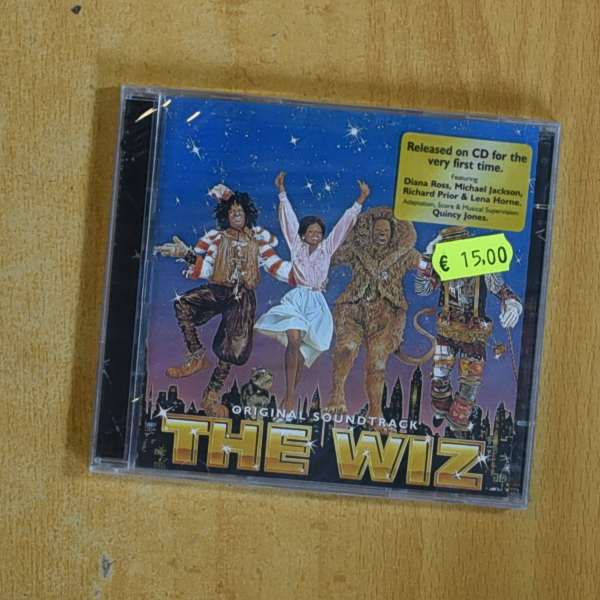 Released on CD for the
very first time.
Featuring
Diana Ross, Michael Jackson,
Richard Prior & Lena Horne.
Adaptation, Score & Musical Supervision:
Quincy Jones.
€ 15.00
ORIGINAL SOUNDTRACK
THE WIZ